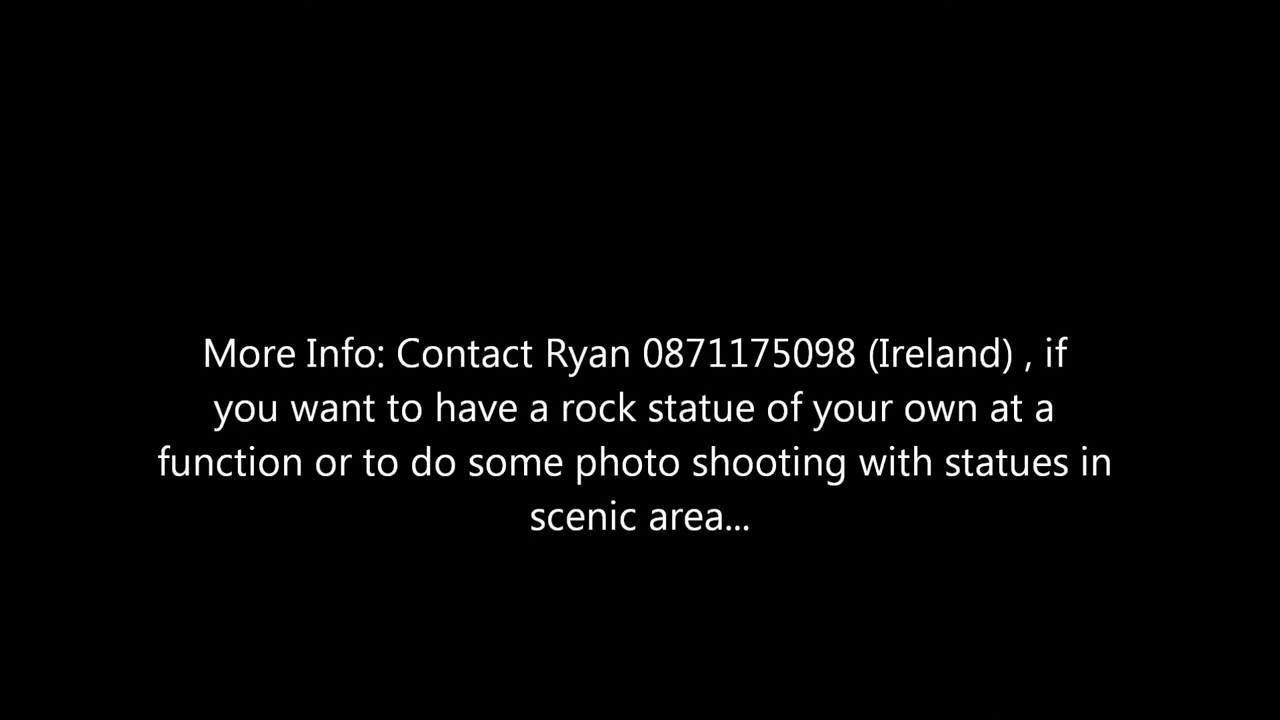 More Info: Contact Ryan 0871175098 (Ireland) , if
you want to have a rock statue of your own at a
function or to do some photo shooting with statues in
scenic area...